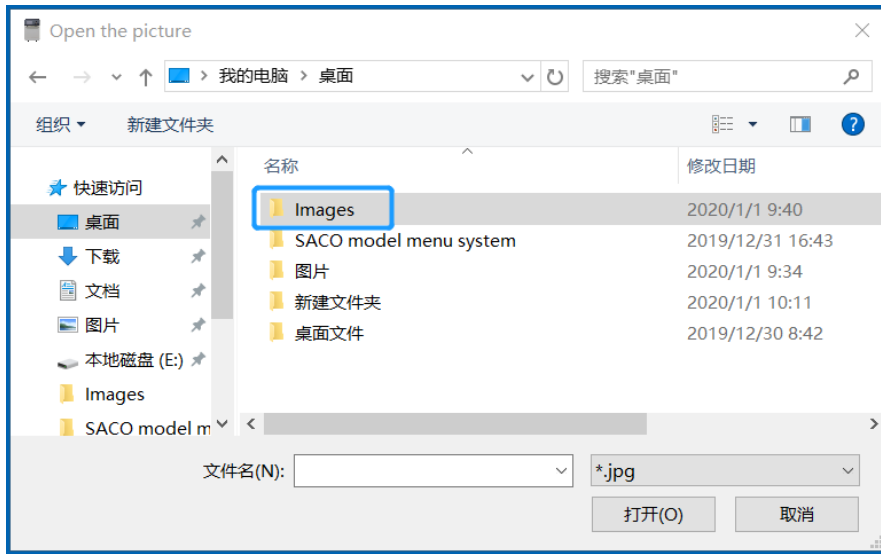 Open the picture
我的电脑 > 桌面
搜索"桌面"
组织
新建文件夹
?
名称
修改日期
快速访问
桌面
下载
文档
图片
本地磁盘 (E:)
Images
SACO model m
Images 2020/1/1 9:40
SACO model menu system 2019/12/31 16:43
图片 2020/1/1 9:34
新建文件夹 2020/1/1 10:11
桌面文件 2019/12/30 8:42
文件名(N):
*.jpg
打开(O)
取消